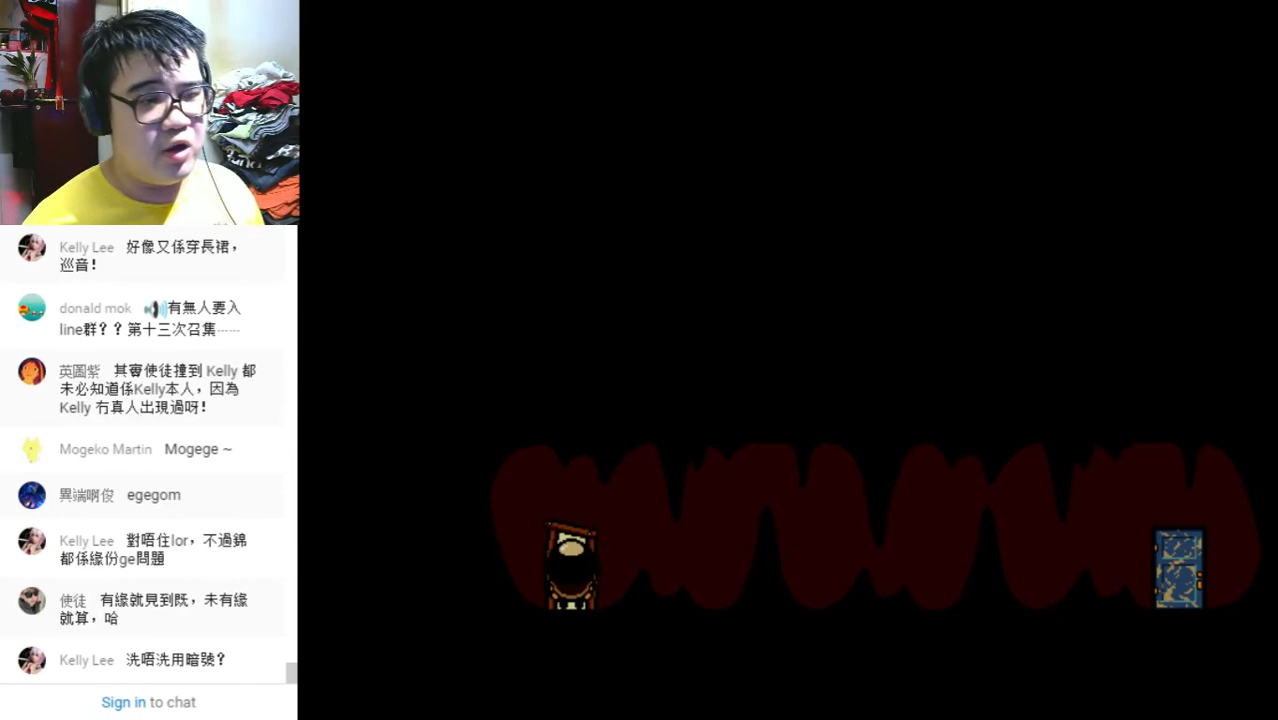 Kelly Lee 好像又係穿長裙，
巡音！
donald mok 有無人要入
line群？？第十三次召集······
英圖紫 其實使徒撞到 Kelly 都
未必知道係Kelly本人，因為
Kelly 冇真人出現過呀！
Mogeko Martin Mogege ~
異端啊俊 egegom
Kelly Lee 對唔住lor，不過錦
都係緣份ge問題
使徒 有緣就見到既，未有緣
就算，哈
Kelly Lee 洗唔洗用暗號？
Sign in to chat